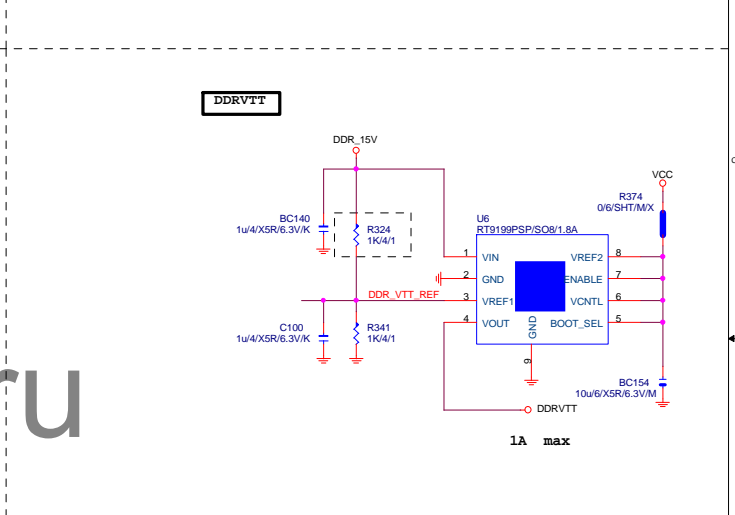 DDRVTT
DDR_15V
VCC
R374
0/6/SHT/M/X
BC140
1u/4/X5R/6.3V/K
R324
1K/4/1
U6
RT9199PSP/SO8/1.8A
1 VIN VREF2 8
2 GND ENABLE 7
DDR_VTT_REF 3 VREF1 VCNTL 6
4 VOUT BOOT_SEL 5
GND
9
C100
1u/4/X5R/6.3V/K
R341
1K/4/1
BC154
10u/6/X5R/6.3V/M
DDRVTT
1A max
ru